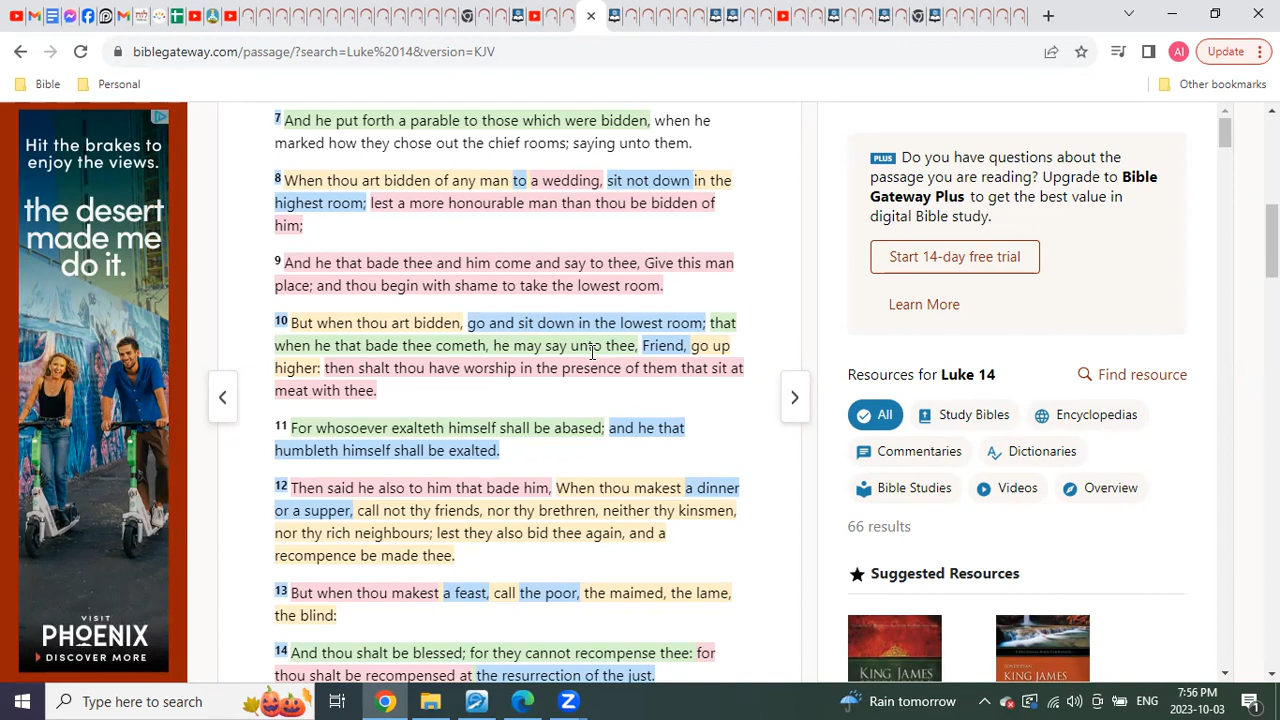 biblegateway.com/passage/?search=Luke%2014&version=KJV
AI
Update
Bible
Personal
Other bookmarks
Hit the brakes to
enjoy the views.
the desert
made me
do it.
VISIT
PHOENIX
DISCOVER MORE
7 And he put forth a parable to those which were bidden, when he
marked how they chose out the chief rooms; saying unto them.
8 When thou art bidden of any man to a wedding, sit not down in the
highest room; lest a more honourable man than thou be bidden of
him;
9 And he that bade thee and him come and say to thee, Give this man
place; and thou begin with shame to take the lowest room.
10 But when thou art bidden, go and sit down in the lowest room; that
when he that bade thee cometh, he may say unto thee, Friend, go up
higher: then shalt thou have worship in the presence of them that sit at
meat with thee.
11 For whosoever exalteth himself shall be abased; and he that
humbleth himself shall be exalted.
12 Then said he also to him that bade him, When thou makest a dinner
or a supper, call not thy friends, nor thy brethren, neither thy kinsmen,
nor thy rich neighbours; lest they also bid thee again, and a
recompence be made thee.
13 But when thou makest a feast, call the poor, the maimed, the lame,
the blind:
14 And thou shalt be blessed; for they cannot recompense thee: for
the resurrection of the just.
PLUS Do you have questions about the
passage you are reading? Upgrade to Bible
Gateway Plus to get the best value in
digital Bible study.
Start 14-day free trial
Learn More
Resources for Luke 14
Find resource
All
Study Bibles
Encyclopedias
Commentaries
Dictionaries
Bible Studies
Videos
Overview
66 results
Suggested Resources
KING JAMES
KING JAMES
Type here to search
Rain tomorrow
ENG
7:56 PM
2023-10-03
1